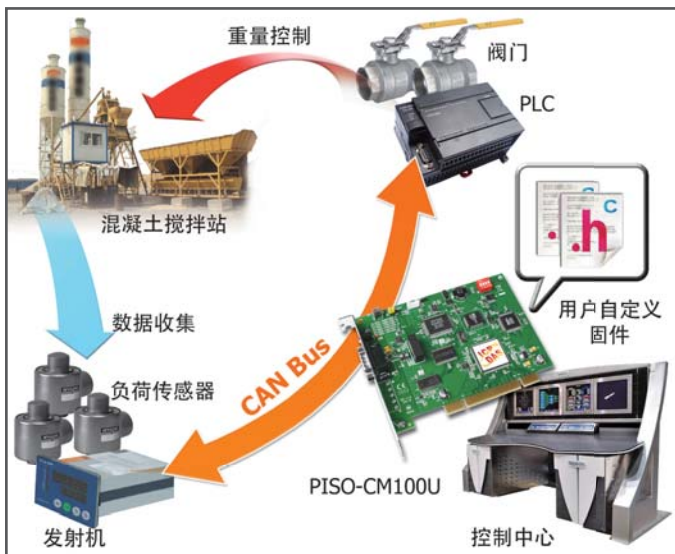 重量控制
阀门
PLC
混凝土搅拌站
C
.h
用户自定义
固件
数据收集
负荷传感器
CAN Bus
ICP
DAS
PISO-CM100U
发射机
控制中心